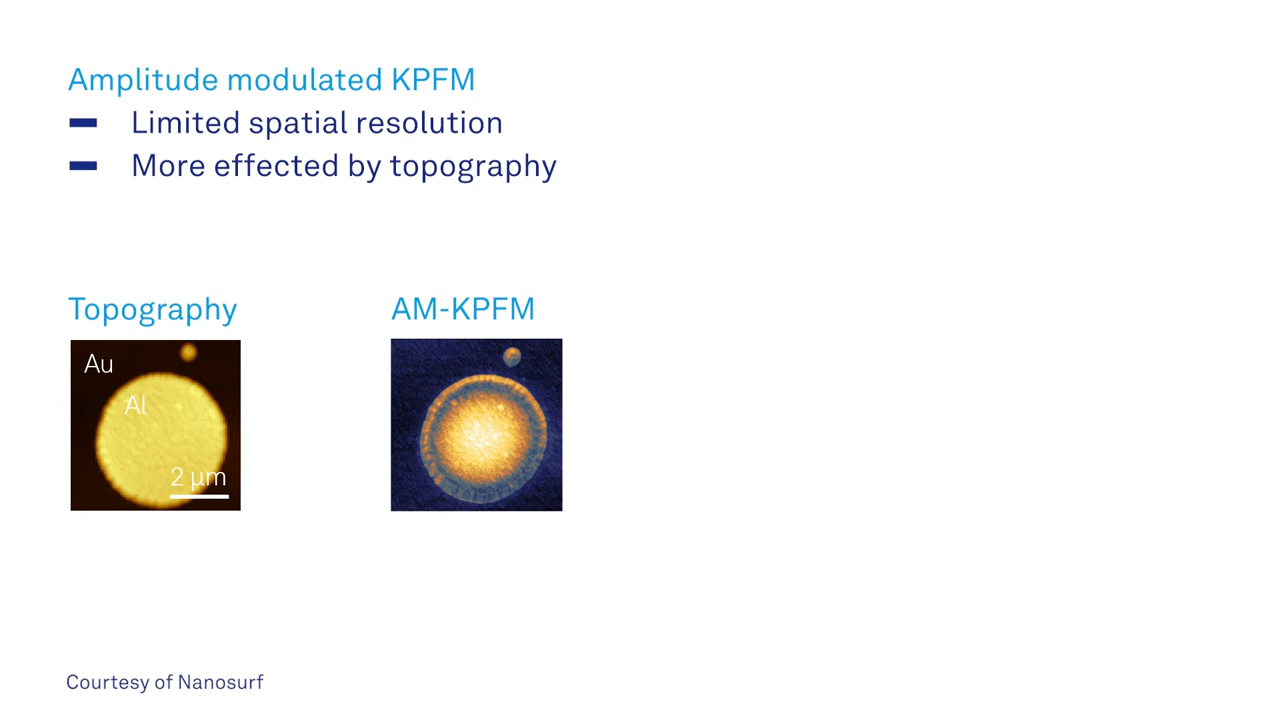 Amplitude modulated KPFM
Limited spatial resolution
More effected by topography
Topography
AM-KPFM
Au
Al
2 µm
Courtesy of Nanosurf